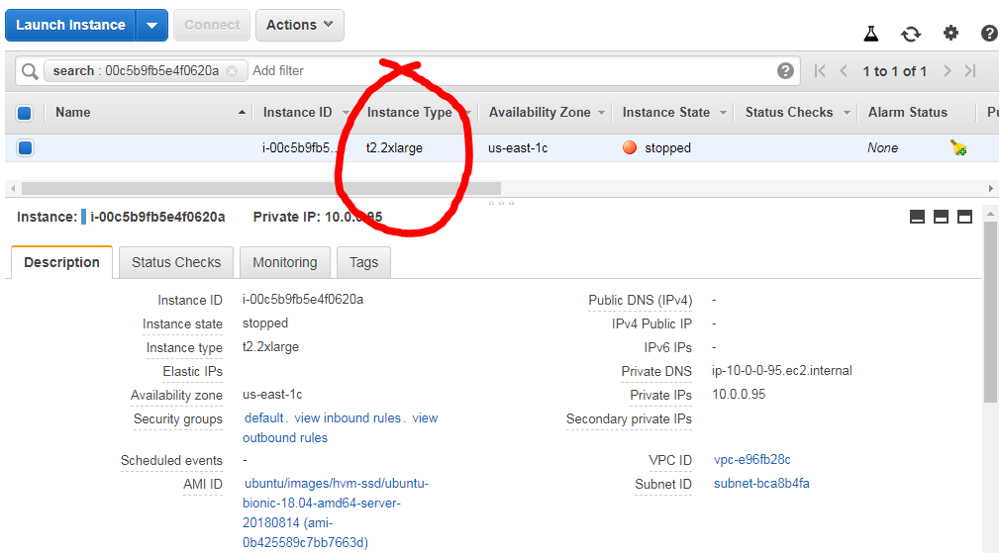 Launch Instance Connect Actions
search : 00c5b9fb5e4f0620a Add filter 1 to 1 of 1
Name Instance ID Instance Type Availability Zone Instance State Status Checks Alarm Status Pu
i-00c5b9fb5... t2.2xlarge us-east-1c stopped None
Instance: i-00c5b9fb5e4f0620a Private IP: 10.0.0.95
Description Status Checks Monitoring Tags
Instance ID i-00c5b9fb5e4f0620a Public DNS (IPv4) -
Instance state stopped IPv4 Public IP -
Instance type t2.2xlarge IPv6 IPs -
Elastic IPs Private DNS ip-10-0-0-95.ec2.internal
Availability zone us-east-1c Private IPs 10.0.0.95
Security groups default. view inbound rules. view Secondary private IPs
outbound rules
Scheduled events - VPC ID vpc-e96fb28c
AMI ID ubuntu/images/hvm-ssd/ubuntu- Subnet ID subnet-bca8b4fa
bionic-18.04-amd64-server-
20180814 (ami-
0b425589c7bb7663d)